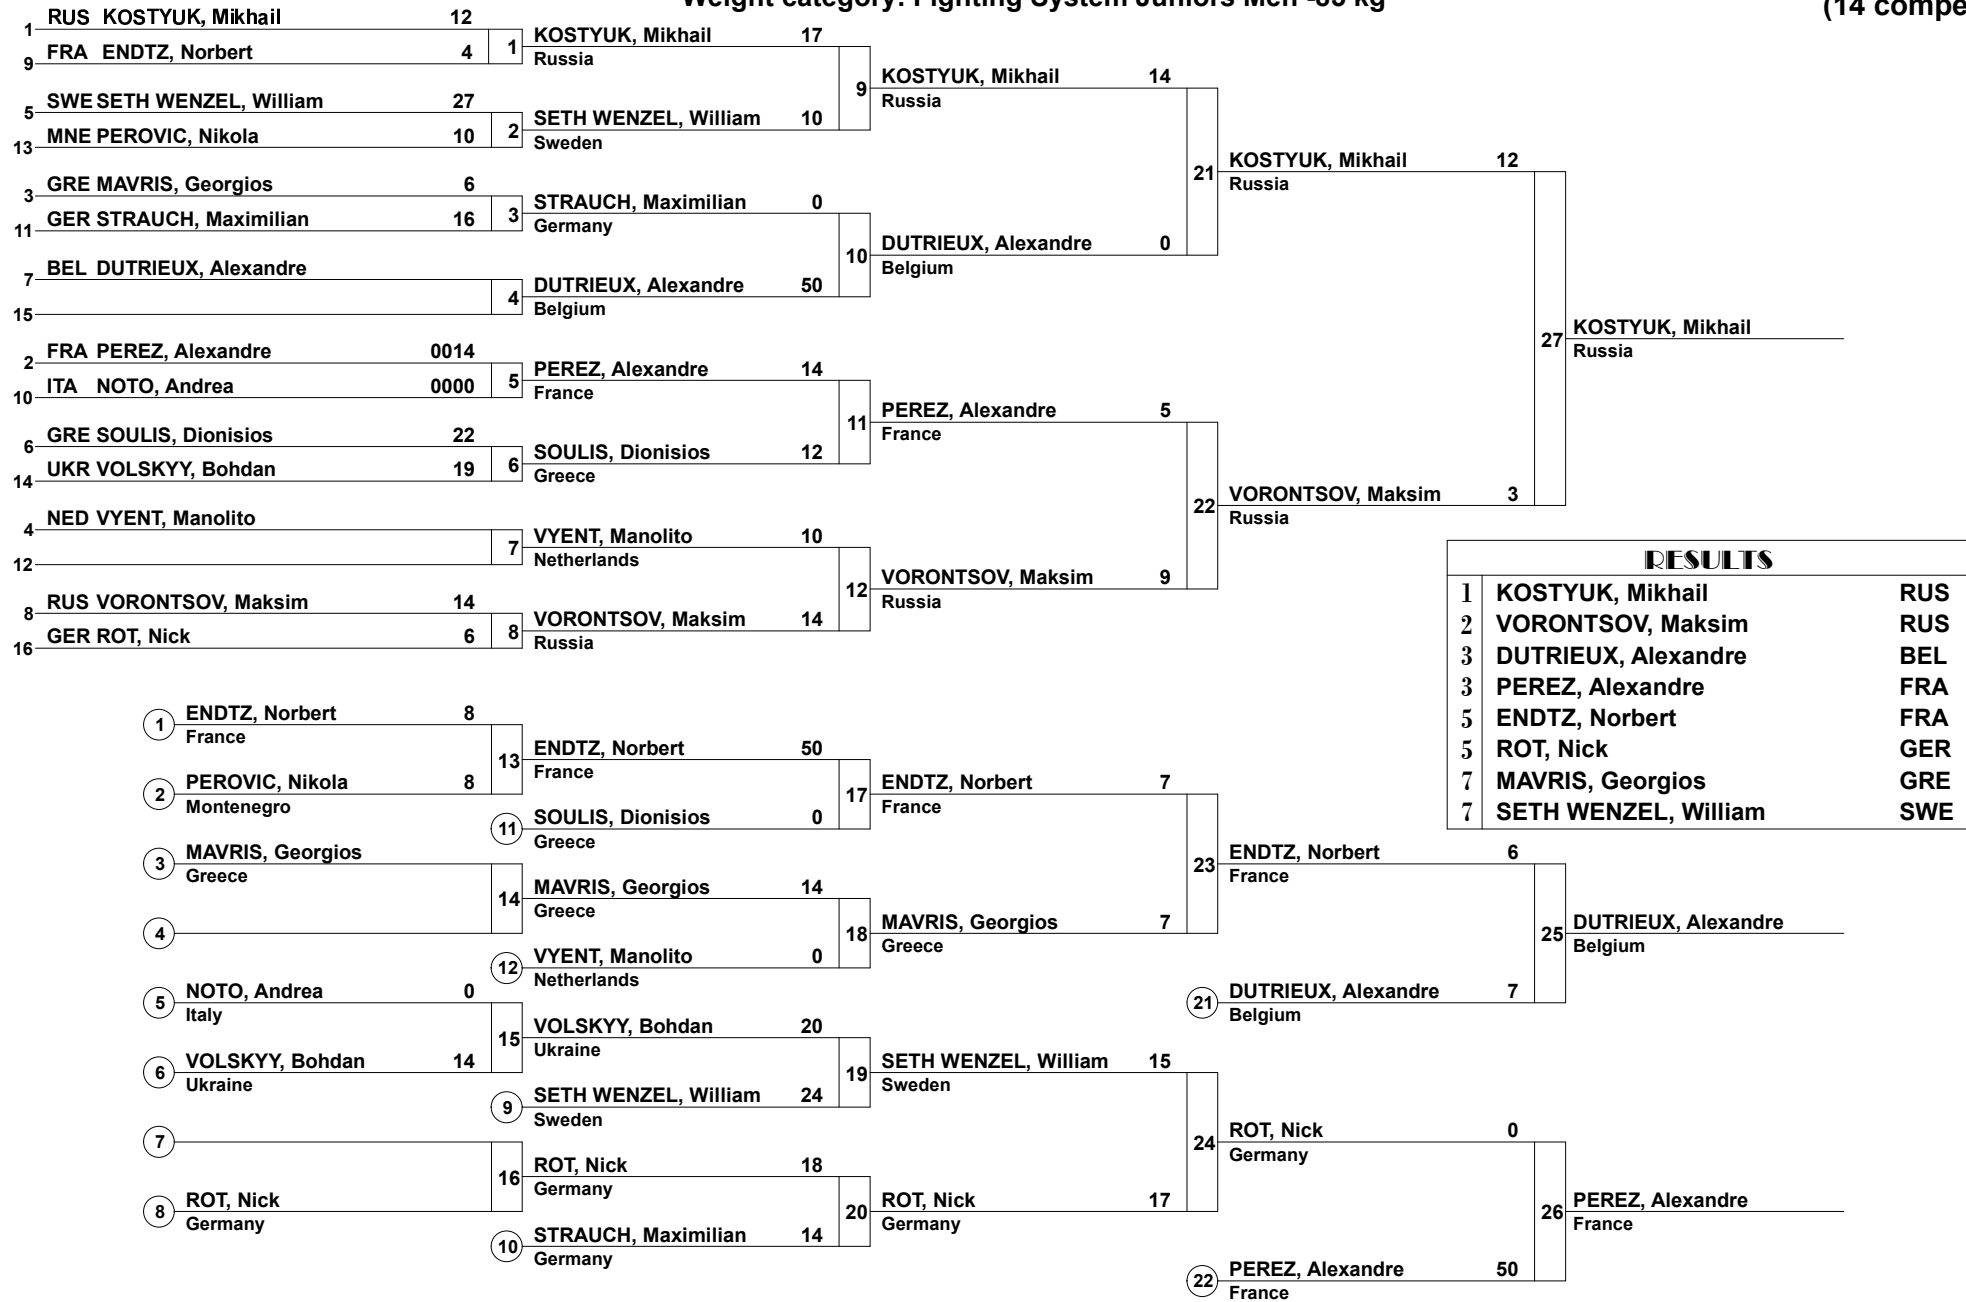 Weight category: Fighting System Juniors Men -85 kg
(14 compe
1 RUS KOSTYUK, Mikhail 12
9 FRA ENDTZ, Norbert 4
1
5 SWE SETH WENZEL, William 27
13 MNE PEROVIC, Nikola 10
2
3 GRE MAVRIS, Georgios 6
11 GER STRAUCH, Maximilian 16
3
7 BEL DUTRIEUX, Alexandre
15
4
2 FRA PEREZ, Alexandre 0014
10 ITA NOTO, Andrea 0000
5
6 GRE SOULIS, Dionisios 22
14 UKR VOLSKYY, Bohdan 19
6
4 NED VYENT, Manolito
12
7
8 RUS VORONTSOV, Maksim 14
16 GER ROT, Nick 6
8
KOSTYUK, Mikhail 17
Russia
SETH WENZEL, William 10
Sweden
9
STRAUCH, Maximilian 0
Germany
DUTRIEUX, Alexandre 50
Belgium
10
PEREZ, Alexandre 14
France
SOULIS, Dionisios 12
Greece
11
VYENT, Manolito 10
Netherlands
VORONTSOV, Maksim 14
Russia
12
KOSTYUK, Mikhail 14
Russia
DUTRIEUX, Alexandre 0
Belgium
21
PEREZ, Alexandre 5
France
VORONTSOV, Maksim 9
Russia
22
KOSTYUK, Mikhail 12
Russia
VORONTSOV, Maksim 3
Russia
27
KOSTYUK, Mikhail
Russia
RESULTS
1 KOSTYUK, Mikhail RUS
2 VORONTSOV, Maksim RUS
3 DUTRIEUX, Alexandre BEL
3 PEREZ, Alexandre FRA
5 ENDTZ, Norbert FRA
5 ROT, Nick GER
7 MAVRIS, Georgios GRE
7 SETH WENZEL, William SWE
1 ENDTZ, Norbert 8
France
2 PEROVIC, Nikola 8
Montenegro
13
3 MAVRIS, Georgios
Greece
4
14
5 NOTO, Andrea 0
Italy
6 VOLSKYY, Bohdan 14
Ukraine
15
7
8 ROT, Nick
Germany
16
ENDTZ, Norbert 50
France
11 SOULIS, Dionisios 0
Greece
17
MAVRIS, Georgios 14
Greece
12 VYENT, Manolito 0
Netherlands
18
VOLSKYY, Bohdan 20
Ukraine
9 SETH WENZEL, William 24
Sweden
19
ROT, Nick 18
Germany
10 STRAUCH, Maximilian 14
Germany
20
ENDTZ, Norbert 7
France
MAVRIS, Georgios 7
Greece
23
SETH WENZEL, William 15
Sweden
ROT, Nick 17
Germany
24
ENDTZ, Norbert 6
France
21 DUTRIEUX, Alexandre 7
Belgium
25
ROT, Nick 0
Germany
22 PEREZ, Alexandre 50
France
26
DUTRIEUX, Alexandre
Belgium
PEREZ, Alexandre
France